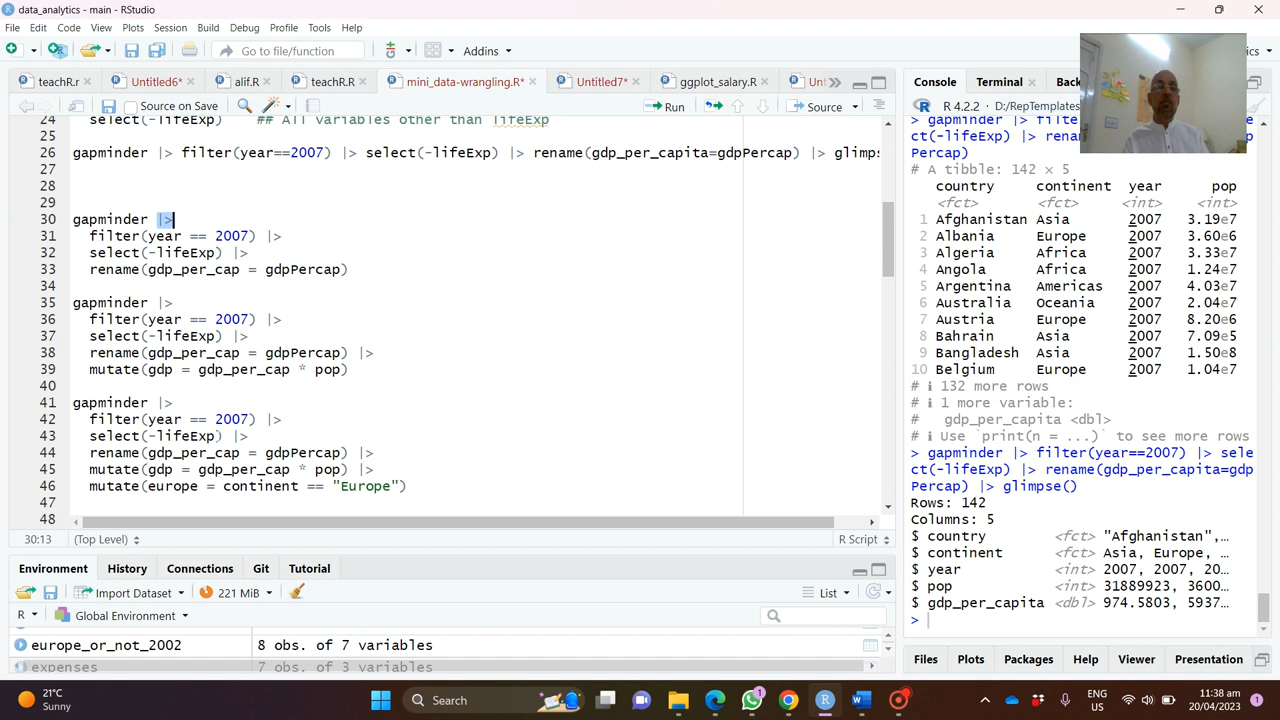 data_analytics - main - RStudio
File Edit Code View Plots Session Build Debug Profile Tools Help
Go to file/function
Addins
teachR.r
Untitled6*
alif.R
teachR.R
mini_data-wrangling.R*
Untitled7*
ggplot_salary.R
Source on Save
Run
Source
24 select(-lifeExp) ## All variables other than lifeExp
25
26 gapminder |> filter(year==2007) |> select(-lifeExp) |> rename(gdp_per_capita=gdpPercap) |> glimps
27
28
29
30 gapminder |>
31 filter(year == 2007) |>
32 select(-lifeExp) |>
33 rename(gdp_per_cap = gdpPercap)
34
35 gapminder |>
36 filter(year == 2007) |>
37 select(-lifeExp) |>
38 rename(gdp_per_cap = gdpPercap) |>
39 mutate(gdp = gdp_per_cap * pop)
40
41 gapminder |>
42 filter(year == 2007) |>
43 select(-lifeExp) |>
44 rename(gdp_per_cap = gdpPercap) |>
45 mutate(gdp = gdp_per_cap * pop) |>
46 mutate(europe = continent == "Europe")
47
48
30:13 (Top Level) R Script
Environment History Connections Git Tutorial
Import Dataset 221 MiB List
R Global Environment
europe_or_not_2002 8 obs. of 7 variables
expenses 7 obs. of 3 variables
Console Terminal
R 4.2.2 · D:/RepTemplates
> gapminder |> filter
ct(-lifeExp) |> rena
Percap)
# A tibble: 142 × 5
country continent year pop
<fct> <fct> <int> <int>
1 Afghanistan Asia 2007 3.19e7
2 Albania Europe 2007 3.60e6
3 Algeria Africa 2007 3.33e7
4 Angola Africa 2007 1.24e7
5 Argentina Americas 2007 4.03e7
6 Australia Oceania 2007 2.04e7
7 Austria Europe 2007 8.20e6
8 Bahrain Asia 2007 7.09e5
9 Bangladesh Asia 2007 1.50e8
10 Belgium Europe 2007 1.04e7
# ℹ 132 more rows
# ℹ 1 more variable:
# gdp_per_capita <dbl>
# ℹ Use `print(n = ...)` to see more rows
> gapminder |> filter(year==2007) |> sele
ct(-lifeExp) |> rename(gdp_per_capita=gdp
Percap) |> glimpse()
Rows: 142
Columns: 5
$ country <fct> "Afghanistan",…
$ continent <fct> Asia, Europe, …
$ year <int> 2007, 2007, 20…
$ pop <int> 31889923, 3600…
$ gdp_per_capita <dbl> 974.5803, 5937…
>
Files Plots Packages Help Viewer Presentation
21°C
Sunny
Search
1
ENG
US
11:38 am
20/04/2023
1